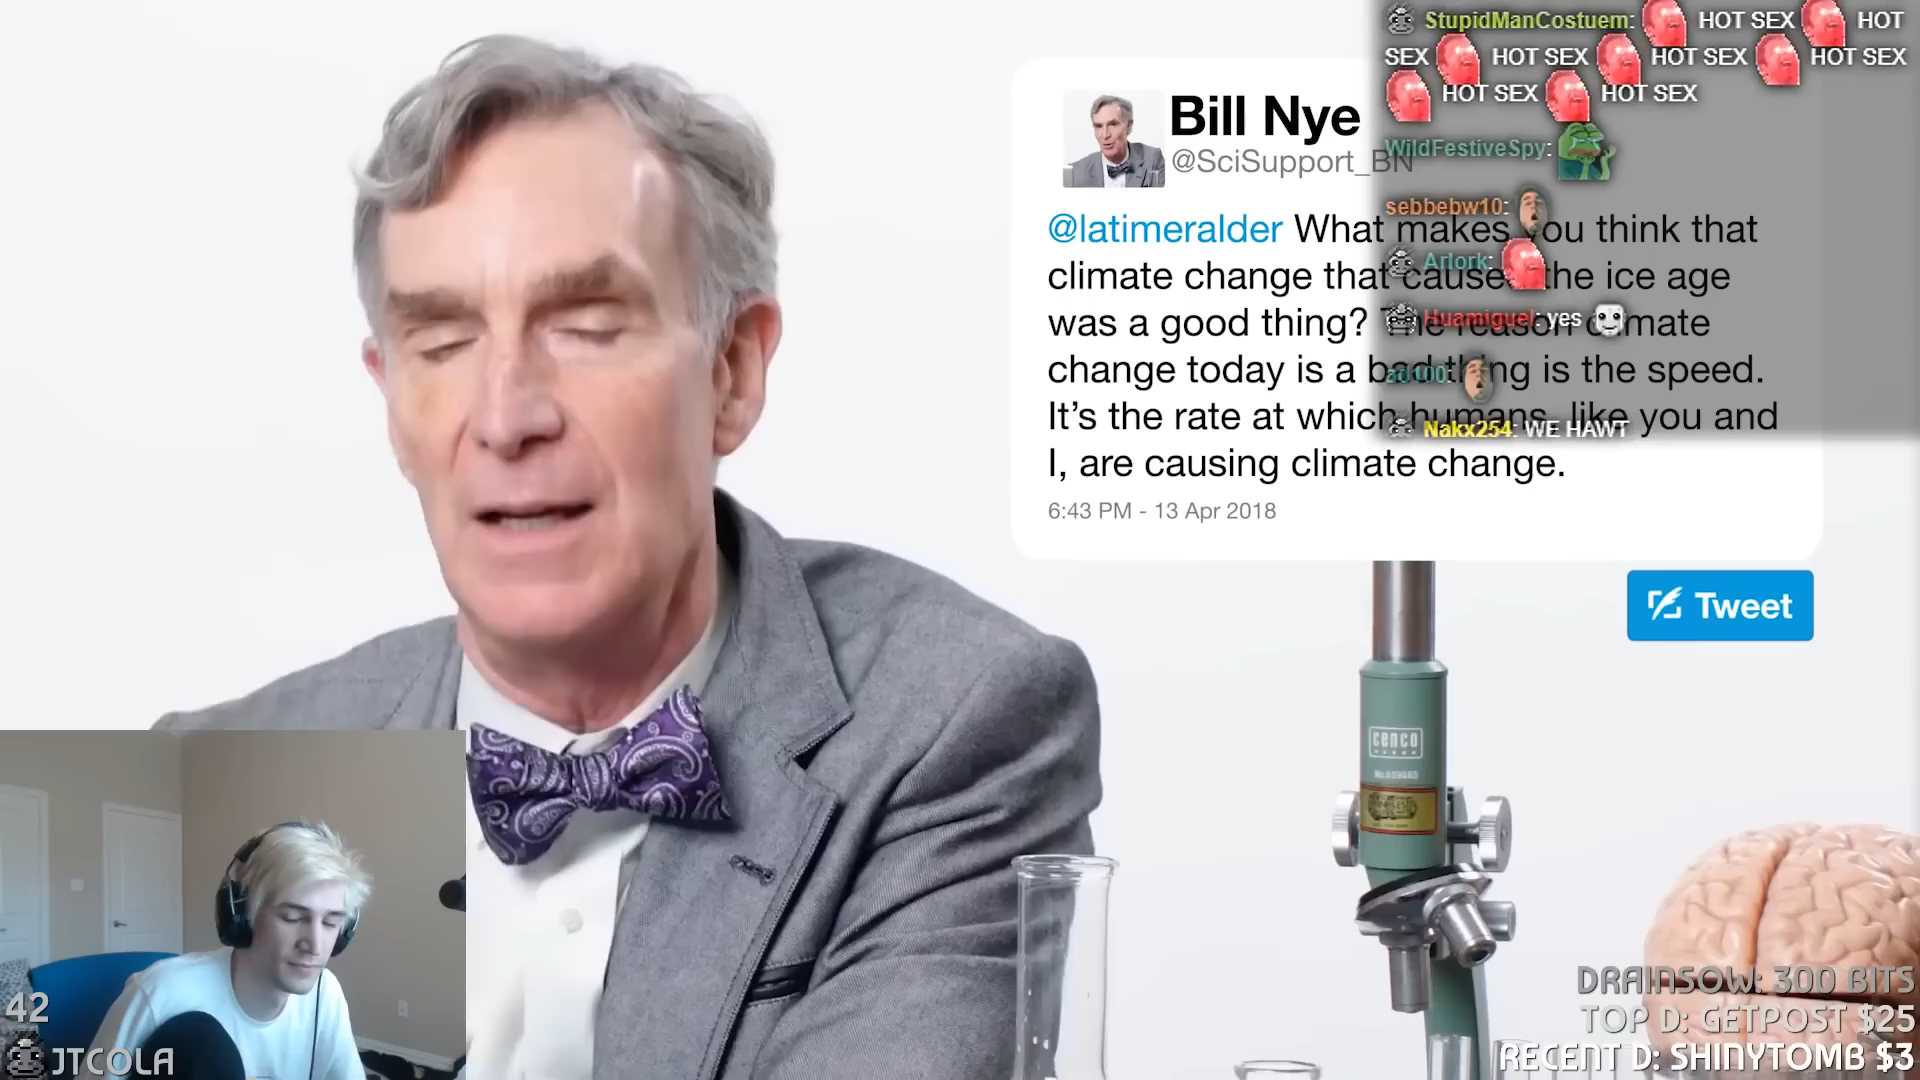 StupidManCostuem: HOT SEX HOT
SEX HOT SEX HOT SEX HOT SEX
HOT SEX HOT SEX
WildFestiveSpy:
sebbebw10:
Arlork:
Huamiguel: yes
Nakx254: WE HAWT
Bill Nye
@SciSupport_BN
@latimeralder What makes you think that
climate change that caused the ice age
was a good thing? The reason climate
change today is a bad thing is the speed.
It's the rate at which humans, like you and
I, are causing climate change.
6:43 PM - 13 Apr 2018
Tweet
CENCO
42
JTCOLA
DRAINSOW: 300 BITS
TOP D: GETPOST $25
RECENT D: SHINYTOMB $3